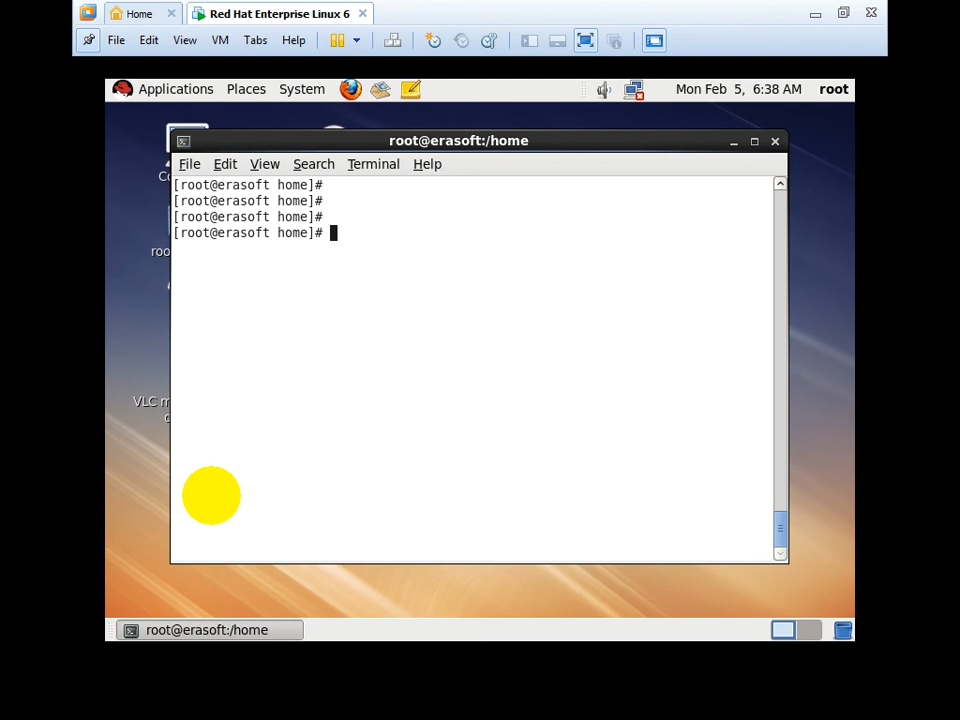 Home Red Hat Enterprise Linux 6
File Edit View VM Tabs Help
Applications Places System Mon Feb 5, 6:38 AM root
root@erasoft:/home
File Edit View Search Terminal Help
[root@erasoft home]#
[root@erasoft home]#
[root@erasoft home]#
[root@erasoft home]#
VLC
root@erasoft:/home